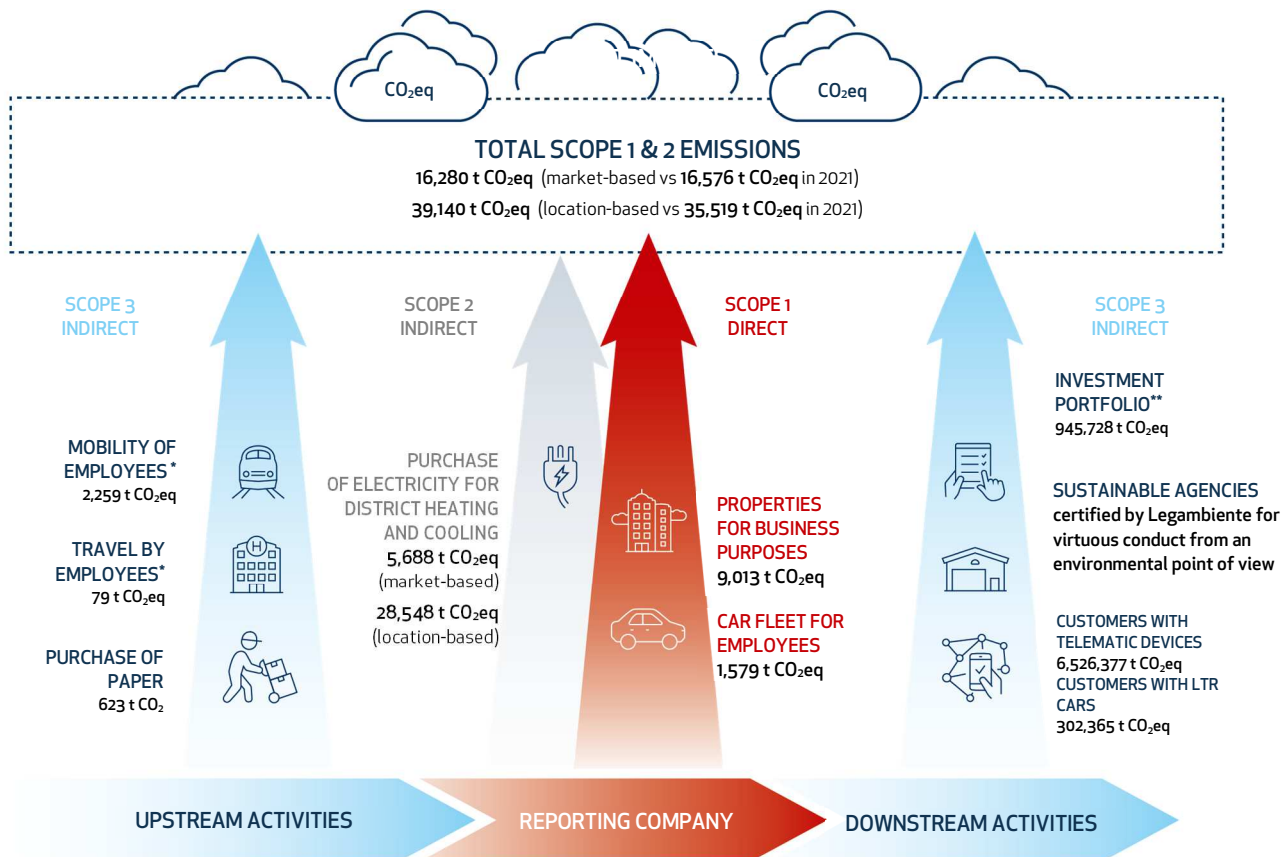 CO₂eq
CO₂eq
TOTAL SCOPE 1 & 2 EMISSIONS
16,280 t CO₂eq (market-based vs 16,576 t CO₂eq in 2021)
39,140 t CO₂eq (location-based vs 35,519 t CO₂eq in 2021)
SCOPE 3
INDIRECT
MOBILITY OF
EMPLOYEES *
2,259 t CO₂eq
TRAVEL BY
EMPLOYEES*
79 t CO₂eq
H
PURCHASE OF
PAPER
623 t CO₂
SCOPE 2
INDIRECT
PURCHASE
OF ELECTRICITY FOR
DISTRICT HEATING
AND COOLING
5,688 t CO₂eq
(market-based)
28,548 t CO₂eq
(location-based)
SCOPE 1
DIRECT
PROPERTIES
FOR BUSINESS
PURPOSES
9,013 t CO₂eq
CAR FLEET FOR
EMPLOYEES
1,579 t CO₂eq
SCOPE 3
INDIRECT
INVESTMENT
PORTFOLIO**
945,728 t CO₂eq
SUSTAINABLE AGENCIES
certified by Legambiente for
virtuous conduct from an
environmental point of view
CUSTOMERS WITH
TELEMATIC DEVICES
6,526,377 t CO₂eq
CUSTOMERS WITH LTR
CARS
302,365 t CO₂eq
UPSTREAM ACTIVITIES
REPORTING COMPANY
DOWNSTREAM ACTIVITIES